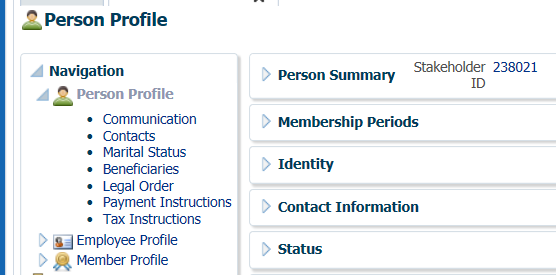 Person Profile
Navigation
Person Profile
Communication
Contacts
Marital Status
Beneficiaries
Legal Order
Payment Instructions
Tax Instructions
Employee Profile
Member Profile
Person Summary
Stakeholder 238021
ID
Membership Periods
Identity
Contact Information
Status